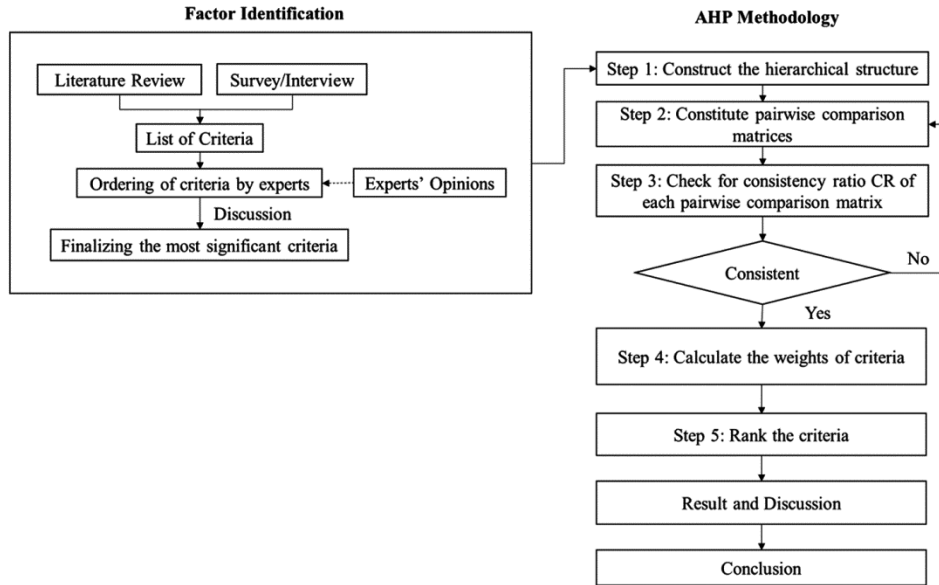 Factor Identification
Literature Review
Survey/Interview
List of Criteria
Ordering of criteria by experts
Experts' Opinions
Discussion
Finalizing the most significant criteria
AHP Methodology
Step 1: Construct the hierarchical structure
Step 2: Constitute pairwise comparison
matrices
Step 3: Check for consistency ratio CR of
each pairwise comparison matrix
Consistent
No
Yes
Step 4: Calculate the weights of criteria
Step 5: Rank the criteria
Result and Discussion
Conclusion